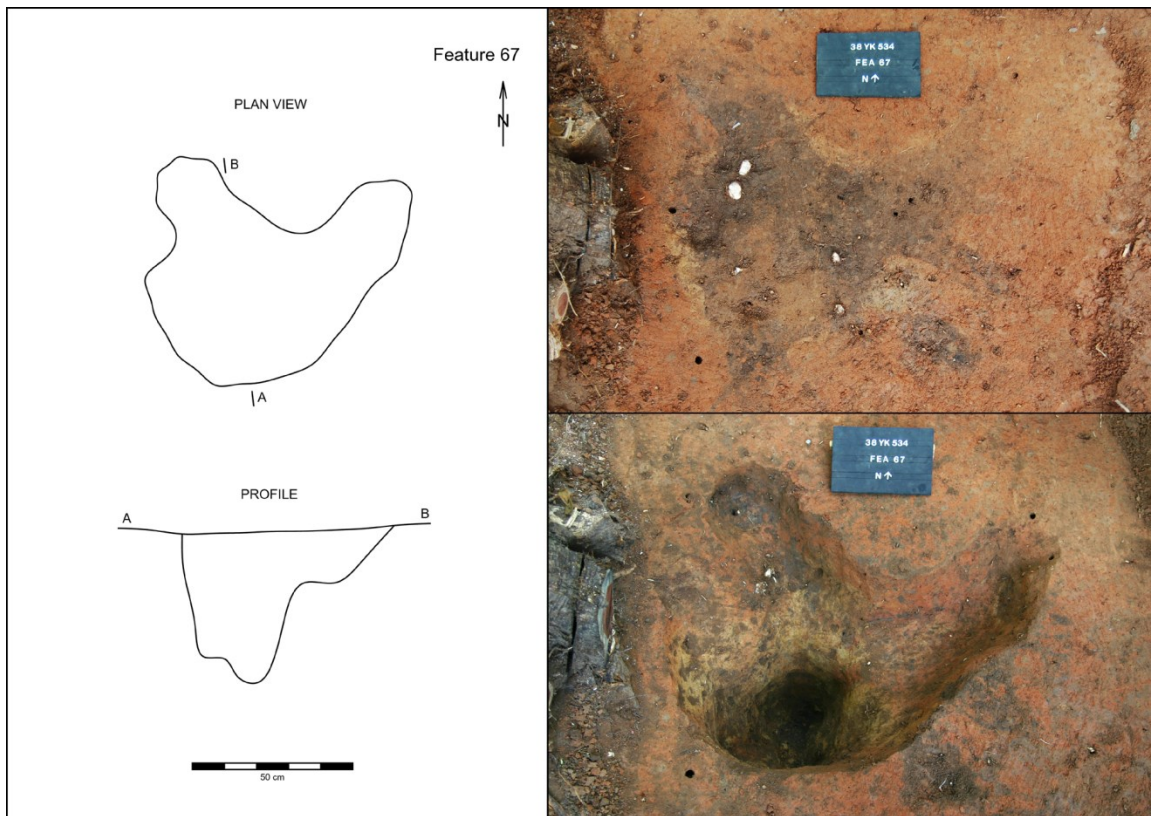 Feature 67
N
PLAN VIEW
B
A
PROFILE
A
B
50 cm
38 YK 534
FEA 67
N ↑
38 YK 534
FEA 67
N ↑